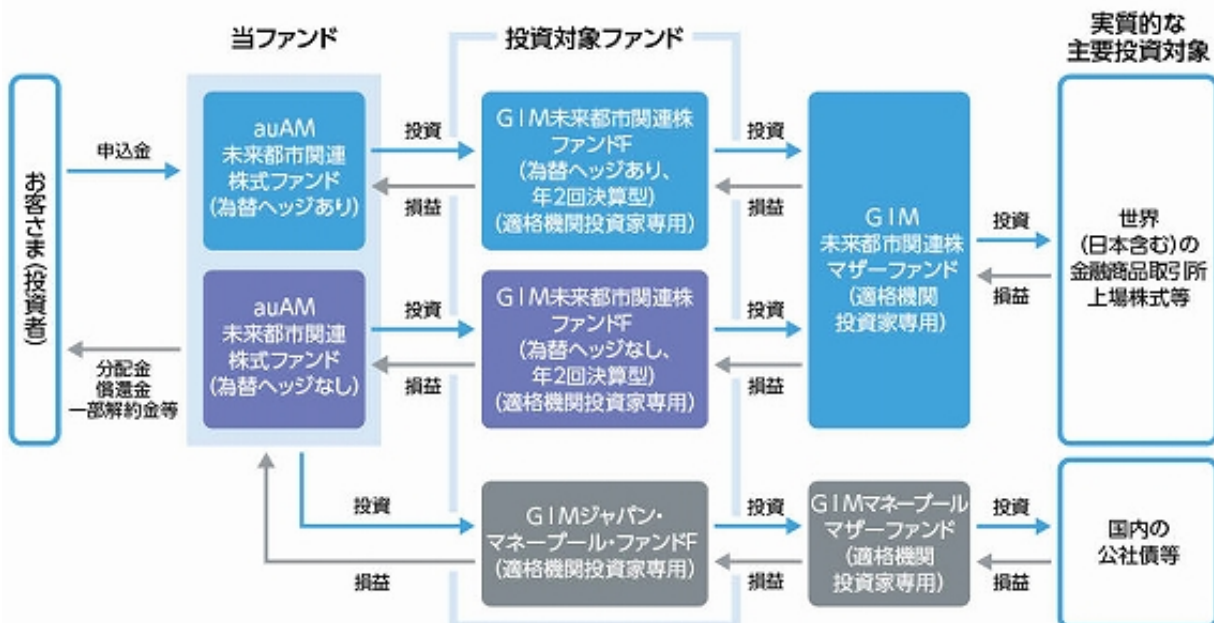 当ファンド
投資対象ファンド
実質的な
主要投資対象
お客さま(投資者)
申込金
分配金
償還金
一部解約金等
auAM
未来都市関連
株式ファンド
(為替ヘッジあり)
投資
損益
GIM未来都市関連株
ファンドF
(為替ヘッジあり、
年2回決算型)
(適格機関投資家専用)
投資
損益
auAM
未来都市関連
株式ファンド
(為替ヘッジなし)
投資
損益
GIM未来都市関連株
ファンドF
(為替ヘッジなし、
年2回決算型)
(適格機関投資家専用)
投資
損益
GIM
未来都市関連株
マザーファンド
(適格機関
投資家専用)
投資
損益
世界
(日本含む)の
金融商品取引所
上場株式等
投資
損益
GIMジャパン・
マネープール・ファンドF
(適格機関投資家専用)
投資
損益
GIMマネープール
マザーファンド
(適格機関
投資家専用)
投資
損益
国内の
公社債等